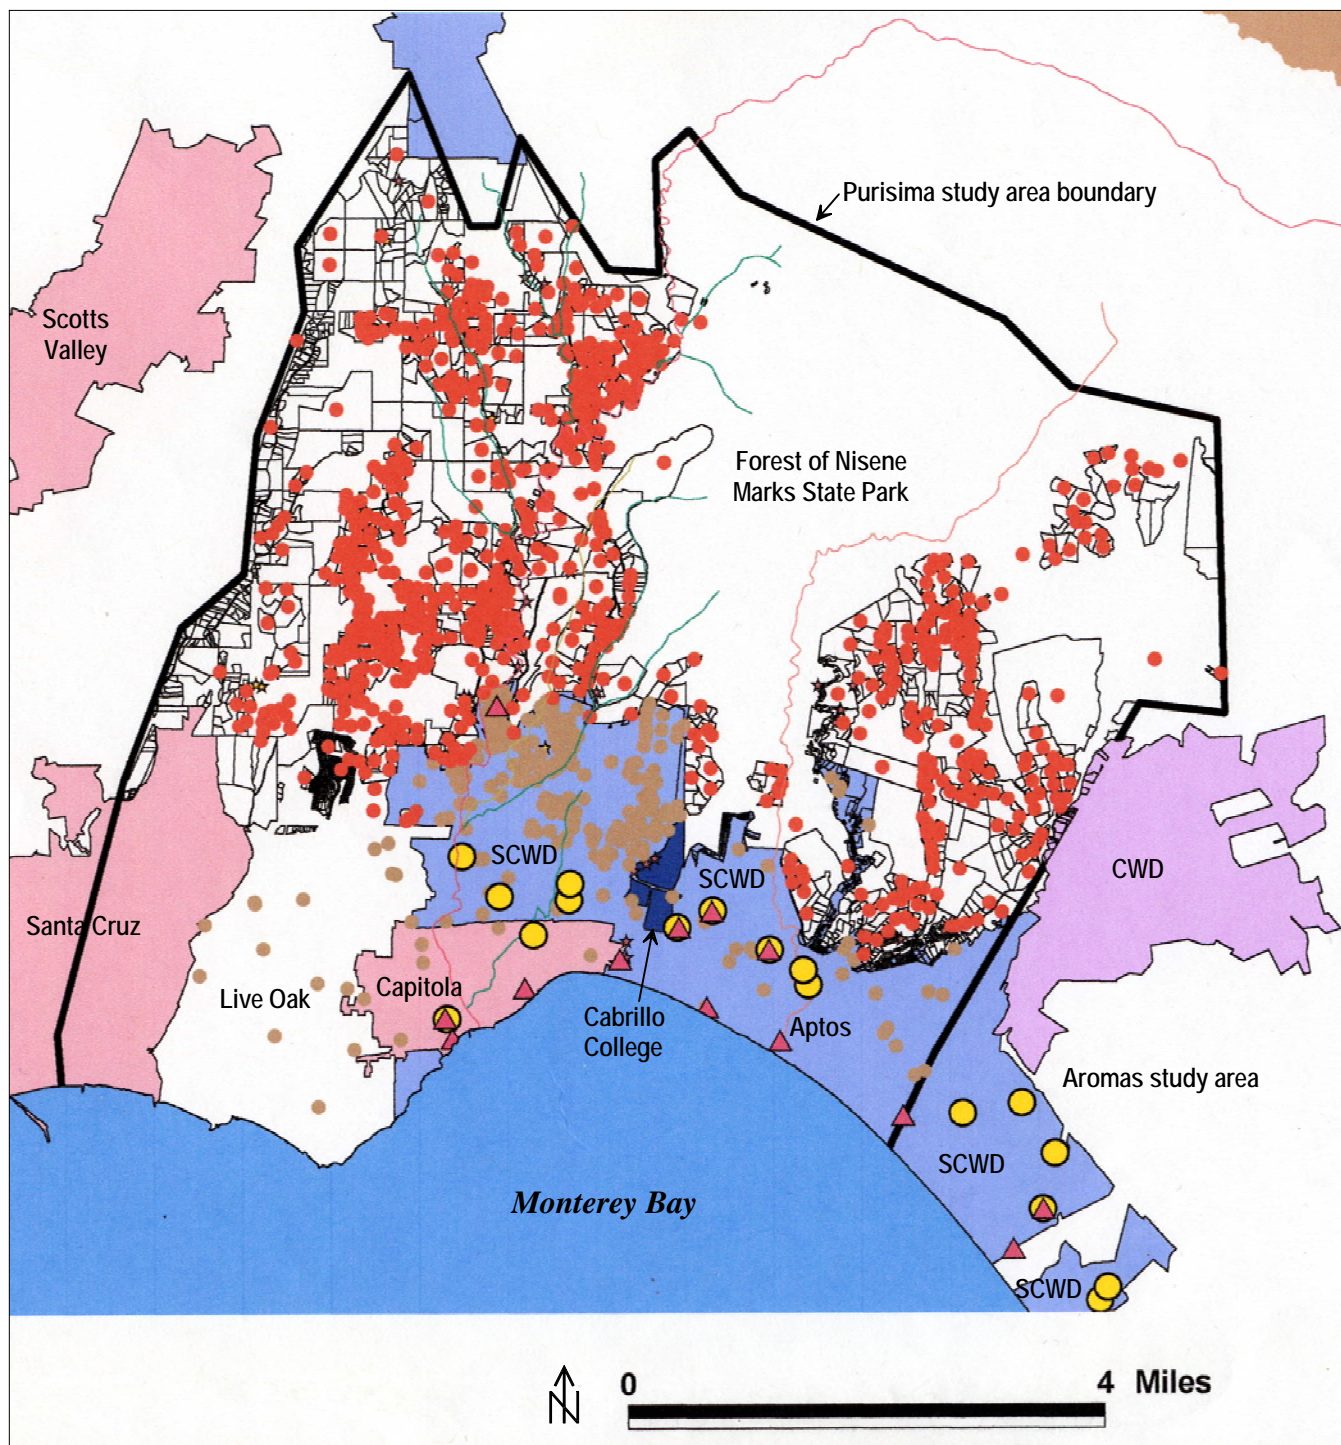 Purisima study area boundary
Scotts
Valley
Forest of Nisene
Marks State Park
SCWD
SCWD
CWD
Santa Cruz
Live Oak
Capitola
Cabrillo
College
Aptos
Aromas study area
SCWD
Monterey Bay
SCWD
N
0 4 Miles